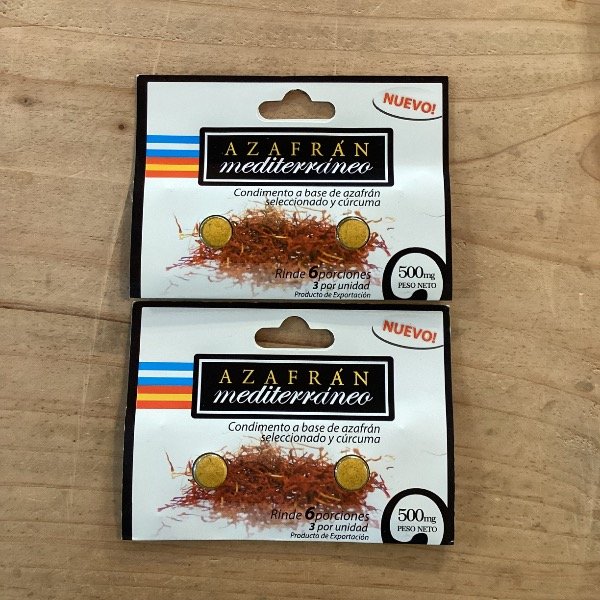 NUEVO!
AZAFRÁN
mediterráneo
Condimento a base de azafrán
seleccionado y cúrcuma
Rinde 6 porciones
3 por unidad
Producto de Exportación
500mg
PESO NETO
NUEVO!
AZAFRÁN
mediterráneo
Condimento a base de azafrán
seleccionado y cúrcuma
Rinde 6 porciones
3 por unidad
Producto de Exportación
500mg
PESO NETO